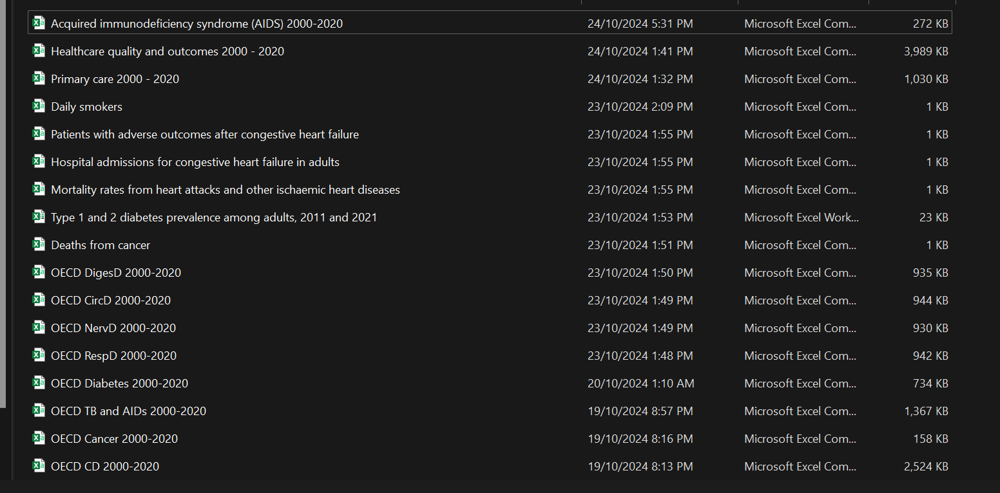 Acquired immunodeficiency syndrome (AIDS) 2000-2020 24/10/2024 5:31 PM Microsoft Excel Com... 272 KB
Healthcare quality and outcomes 2000 - 2020 24/10/2024 1:41 PM Microsoft Excel Com... 3,989 KB
Primary care 2000 - 2020 24/10/2024 1:32 PM Microsoft Excel Com... 1,030 KB
Daily smokers 23/10/2024 2:09 PM Microsoft Excel Com... 1 KB
Patients with adverse outcomes after congestive heart failure 23/10/2024 1:55 PM Microsoft Excel Com... 1 KB
Hospital admissions for congestive heart failure in adults 23/10/2024 1:55 PM Microsoft Excel Com... 1 KB
Mortality rates from heart attacks and other ischaemic heart diseases 23/10/2024 1:55 PM Microsoft Excel Com... 1 KB
Type 1 and 2 diabetes prevalence among adults, 2011 and 2021 23/10/2024 1:53 PM Microsoft Excel Work... 23 KB
Deaths from cancer 23/10/2024 1:51 PM Microsoft Excel Com... 1 KB
OECD DigesD 2000-2020 23/10/2024 1:50 PM Microsoft Excel Com... 935 KB
OECD CircD 2000-2020 23/10/2024 1:49 PM Microsoft Excel Com... 944 KB
OECD NervD 2000-2020 23/10/2024 1:49 PM Microsoft Excel Com... 930 KB
OECD RespD 2000-2020 23/10/2024 1:48 PM Microsoft Excel Com... 942 KB
OECD Diabetes 2000-2020 20/10/2024 1:10 AM Microsoft Excel Com... 734 KB
OECD TB and AIDs 2000-2020 19/10/2024 8:57 PM Microsoft Excel Com... 1,367 KB
OECD Cancer 2000-2020 19/10/2024 8:16 PM Microsoft Excel Com... 158 KB
OECD CD 2000-2020 19/10/2024 8:13 PM Microsoft Excel Com... 2,524 KB